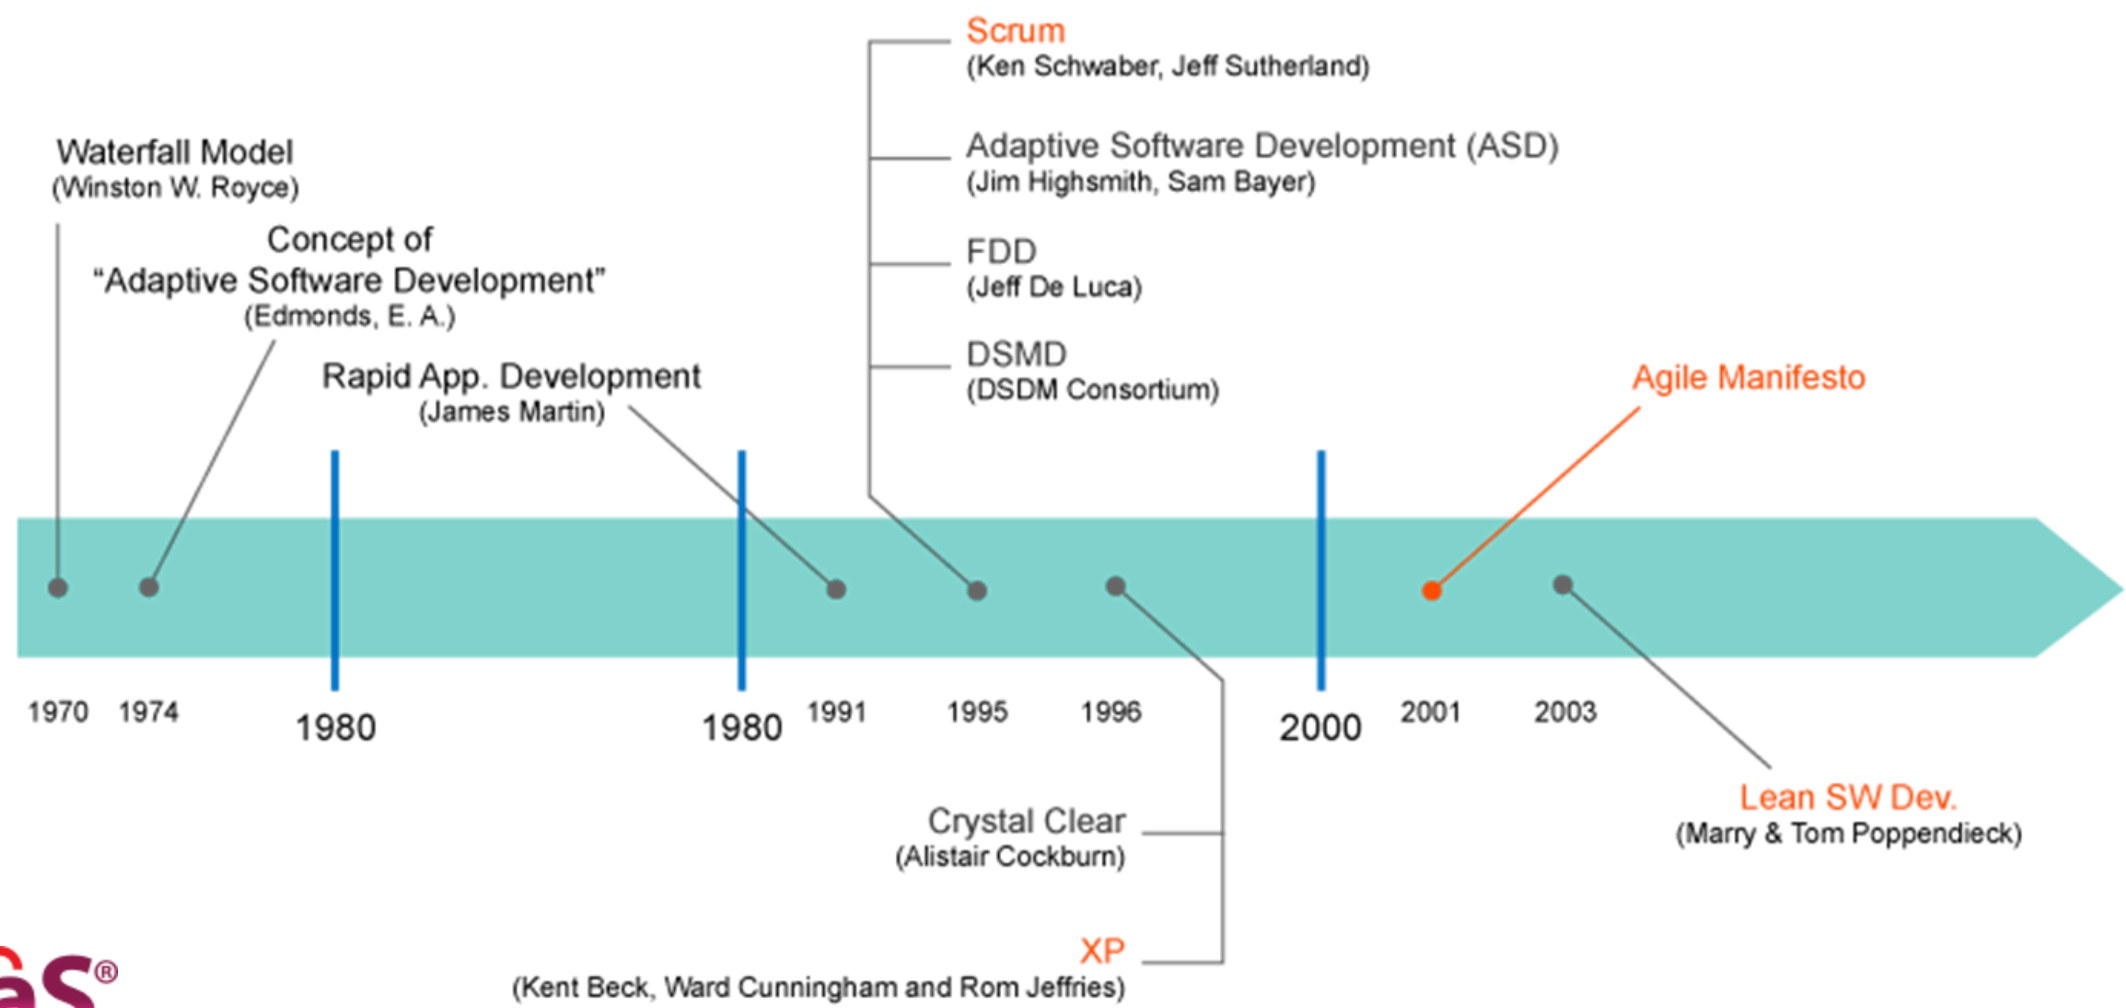 Scrum
(Ken Schwaber, Jeff Sutherland)
Adaptive Software Development (ASD)
(Jim Highsmith, Sam Bayer)
FDD
(Jeff De Luca)
DSMD
(DSDM Consortium)
Waterfall Model
(Winston W. Royce)
Concept of
“Adaptive Software Development”
(Edmonds, E. A.)
Rapid App. Development
(James Martin)
Agile Manifesto
1970
1974
1980
1980
1991
1995
1996
2000
2001
2003
Crystal Clear
(Alistair Cockburn)
XP
(Kent Beck, Ward Cunningham and Rom Jeffries)
Lean SW Dev.
(Marry & Tom Poppendieck)